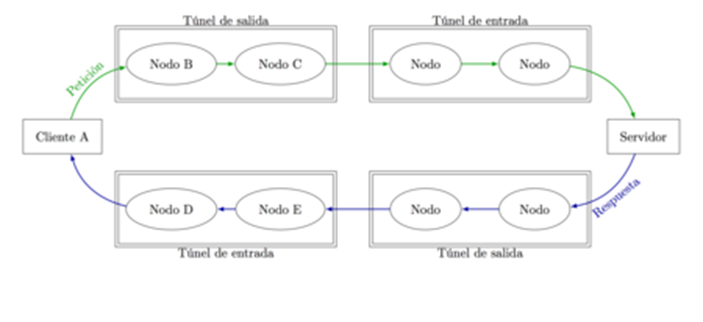 Túnel de salida
Túnel de entrada
Petición
Nodo B
Nodo C
Nodo
Nodo
Cliente A
Servidor
Nodo D
Nodo E
Nodo
Nodo
Respuesta
Túnel de entrada
Túnel de salida